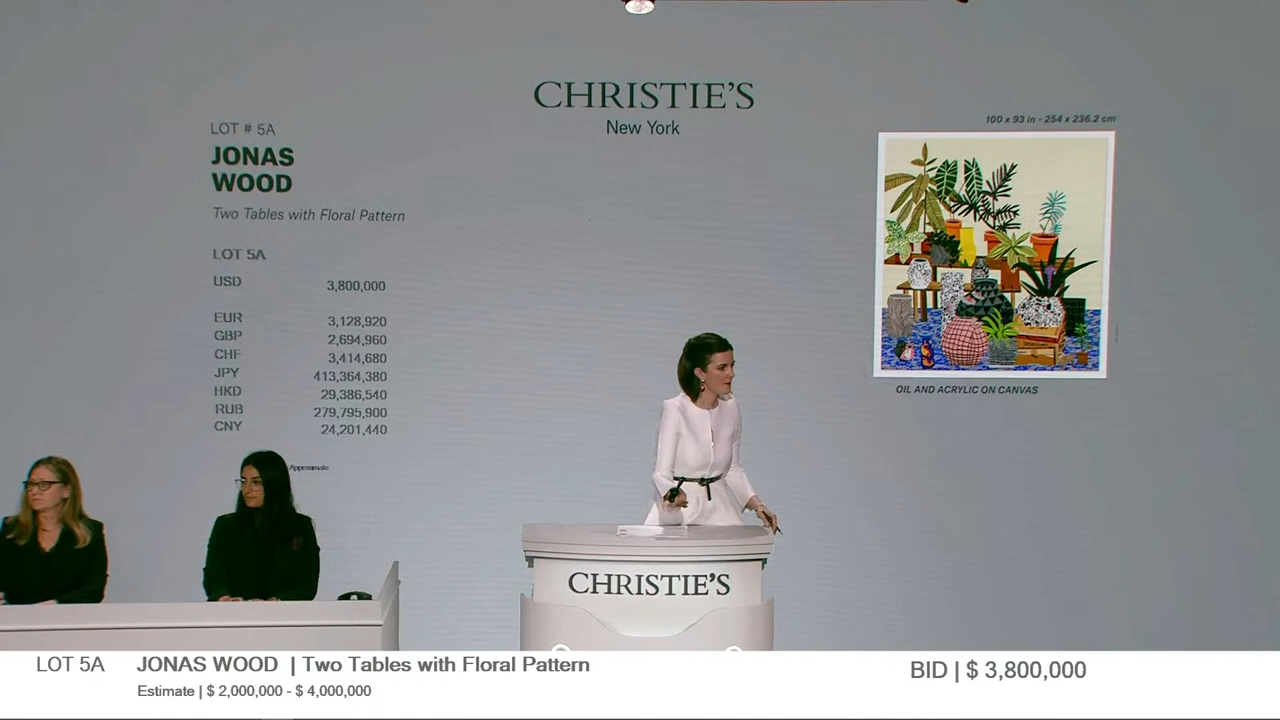 CHRISTIE'S
New York
LOT # 5A
JONAS
WOOD
Two Tables with Floral Pattern
LOT 5A
USD 3,800,000
EUR 3,128,920
GBP 2,694,960
CHF 3,414,680
JPY 413,364,380
HKD 29,386,540
RUB 279,795,900
CNY 24,201,440
Approximate
100 x 93 in - 254 x 236.2 cm
OIL AND ACRYLIC ON CANVAS
CHRISTIE'S
LOT 5A JONAS WOOD | Two Tables with Floral Pattern
Estimate | $ 2,000,000 - $ 4,000,000
BID | $ 3,800,000